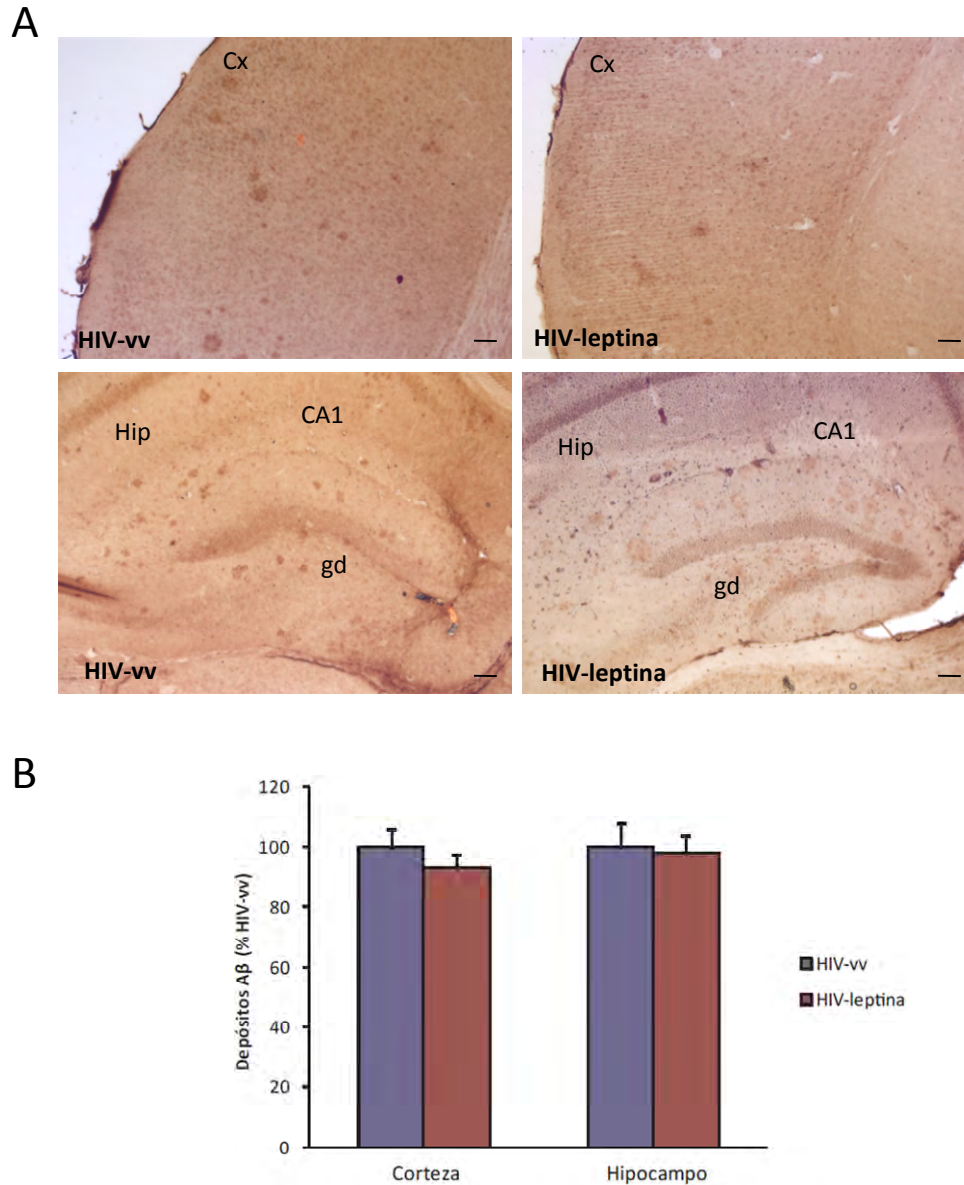 A
Cx
HIV-vv
Cx
HIV-leptina
Hip
CA1
gd
HIV-vv
Hip
CA1
gd
HIV-leptina
B
Depósitos Aβ (% HIV-vv)
120
100
80
60
40
20
0
Corteza
Hipocampo
HIV-vv
HIV-leptina